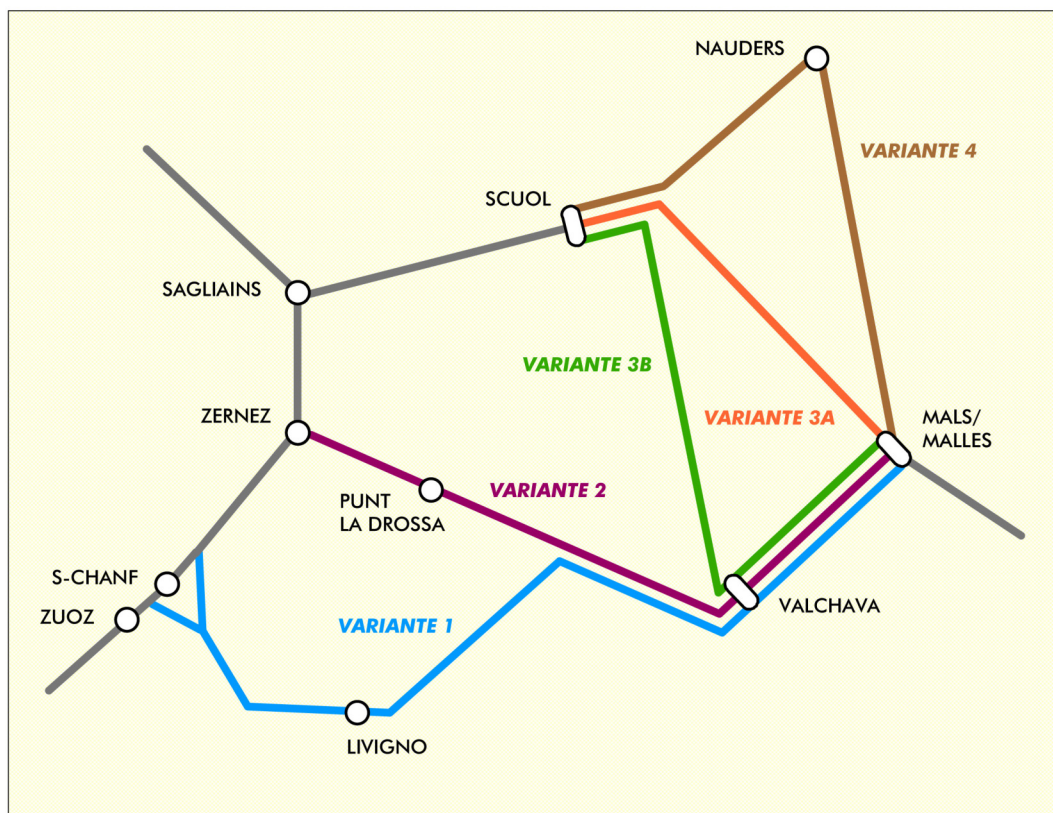 NAUDERS
VARIANTE 4
SCUOL
SAGLIAINS
VARIANTE 3B
ZERNEZ
VARIANTE 3A
MALS/
MALLES
PUNT
LA DROSSA
VARIANTE 2
S-CHANF
ZUOZ
VARIANTE 1
VALCHAVA
LIVIGNO